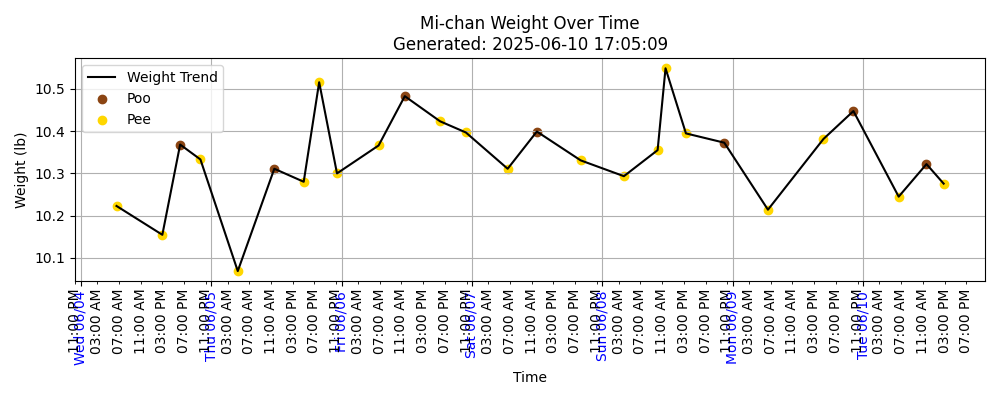 Mi-chan Weight Over Time
Generated: 2025-06-10 17:05:09
Weight Trend
Poo
Pee
Weight (lb)
10.5
10.4
10.3
10.2
10.1
11:00 PM
Wed 06/04
03:00 AM
07:00 AM
11:00 AM
03:00 PM
07:00 PM
11:00 PM
Thu 06/05
03:00 AM
07:00 AM
11:00 AM
03:00 PM
07:00 PM
11:00 PM
Fri 06/06
03:00 AM
07:00 AM
11:00 AM
03:00 PM
07:00 PM
11:00 PM
Sat 06/07
03:00 AM
07:00 AM
11:00 AM
03:00 PM
07:00 PM
11:00 PM
Sun 06/08
03:00 AM
07:00 AM
11:00 AM
03:00 PM
07:00 PM
11:00 PM
Mon 06/09
03:00 AM
07:00 AM
11:00 AM
03:00 PM
07:00 PM
11:00 PM
Tue 06/10
03:00 AM
07:00 AM
11:00 AM
03:00 PM
07:00 PM
Time